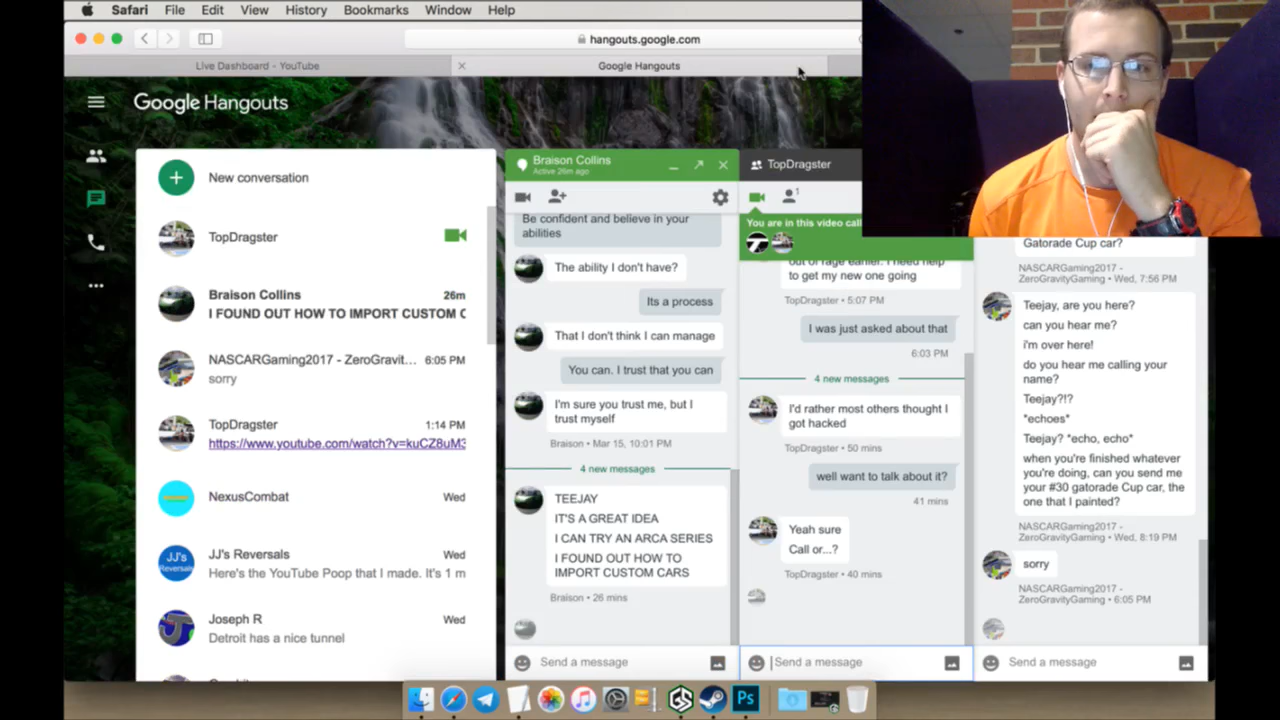 Safari File Edit View History Bookmarks Window Help
hangouts.google.com
Live Dashboard - YouTube
Google Hangouts
Google Hangouts
New conversation
TopDragster
Braison Collins 26m
I FOUND OUT HOW TO IMPORT CUSTOM C
NASCARGaming2017 - ZeroGravit... 6:05 PM
sorry
TopDragster 1:14 PM
https://www.youtube.com/watch?v=kuCZ8uM3
NexusCombat Wed
JJ's Reversals
JJ's Reversals Wed
Here's the YouTube Poop that I made. It's 1 m
Joseph R Wed
Detroit has a nice tunnel
Braison Collins
Active 26m ago
Be confident and believe in your
abilities
The ability I don't have?
Its a process
That I don't think I can manage
You can. I trust that you can
I'm sure you trust me, but I
trust myself
Braison • Mar 15, 10:01 PM
4 new messages
TEEJAY
IT'S A GREAT IDEA
I CAN TRY AN ARCA SERIES
I FOUND OUT HOW TO
IMPORT CUSTOM CARS
Braison • 26 mins
Send a message
TopDragster
1
You are in this video call
out of rage earlier. I need help
to get my new one going
TopDragster • 5:07 PM
I was just asked about that
6:03 PM
4 new messages
I'd rather most others thought I
got hacked
TopDragster • 50 mins
well want to talk about it?
41 mins
Yeah sure
Call or...?
TopDragster • 40 mins
Send a message
Gatorade Cup car?
NASCARGaming2017 -
ZeroGravityGaming • Wed, 7:56 PM
Teejay, are you here?
can you hear me?
i'm over here!
do you hear me calling your
name?
Teejay?!?
*echoes*
Teejay? *echo, echo*
when you're finished whatever
you're doing, can you send me
your #30 gatorade Cup car, the
one that I painted?
NASCARGaming2017 -
ZeroGravityGaming • Wed, 8:19 PM
sorry
NASCARGaming2017 -
ZeroGravityGaming • 6:05 PM
Send a message
Ps